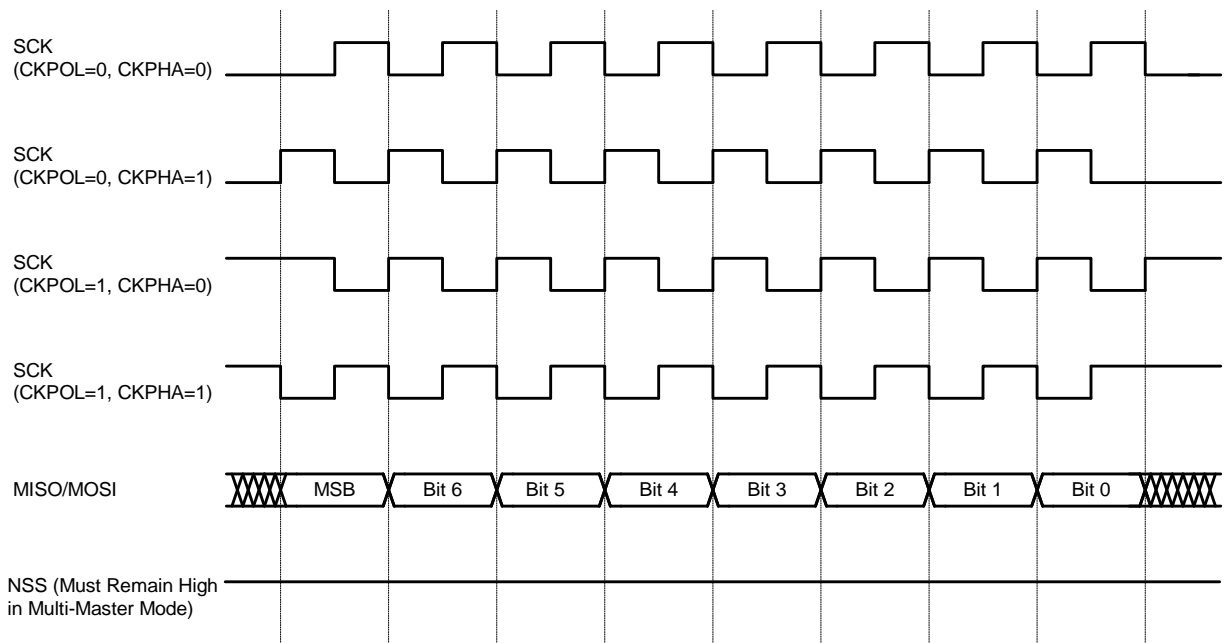 SCK
(CKPOL=0, CKPHA=0)
SCK
(CKPOL=0, CKPHA=1)
SCK
(CKPOL=1, CKPHA=0)
SCK
(CKPOL=1, CKPHA=1)
MISO/MOSI MSB Bit 6 Bit 5 Bit 4 Bit 3 Bit 2 Bit 1 Bit 0
NSS (Must Remain High
in Multi-Master Mode)